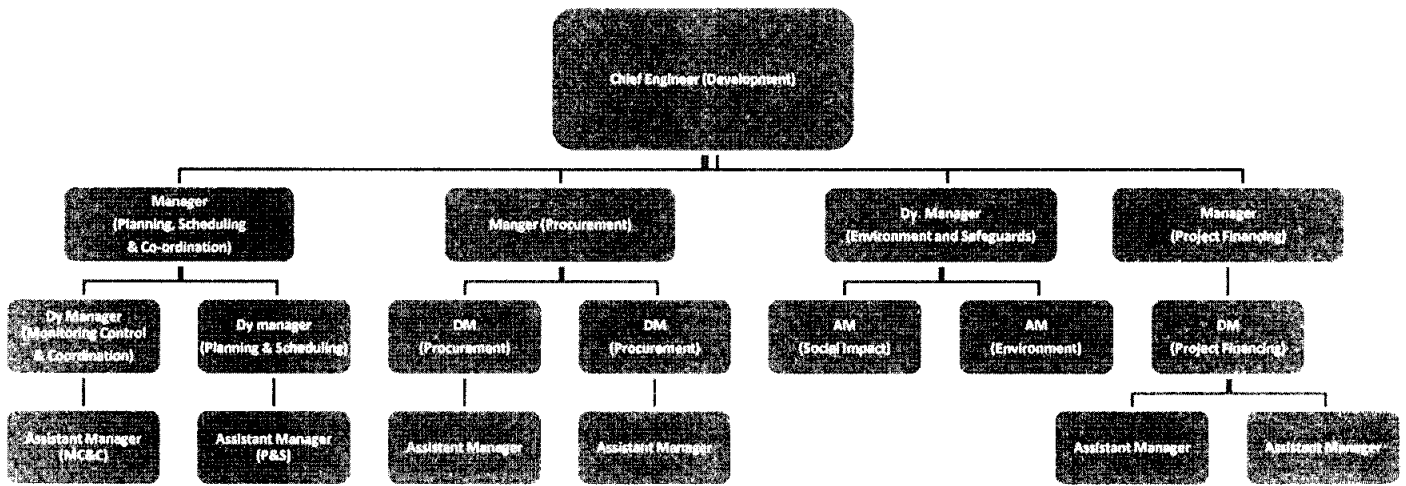 Chief Engineer (Development)
Manager
(Planning, Scheduling
& Co-ordination)
Manger (Procurement)
Dy. Manager
(Environment and Safeguards)
Manager
(Project Financing)
Dy Manager
(Monitoring Control
& Coordination)
Dy manager
(Planning & Scheduling)
DM
(Procurement)
DM
(Procurement)
AM
(Social Impact)
AM
(Environment)
DM
(Project Financing)
Assistant Manager
(MC&C)
Assistant Manager
(P&S)
Assistant Manager
Assistant Manager
Assistant Manager
Assistant Manager